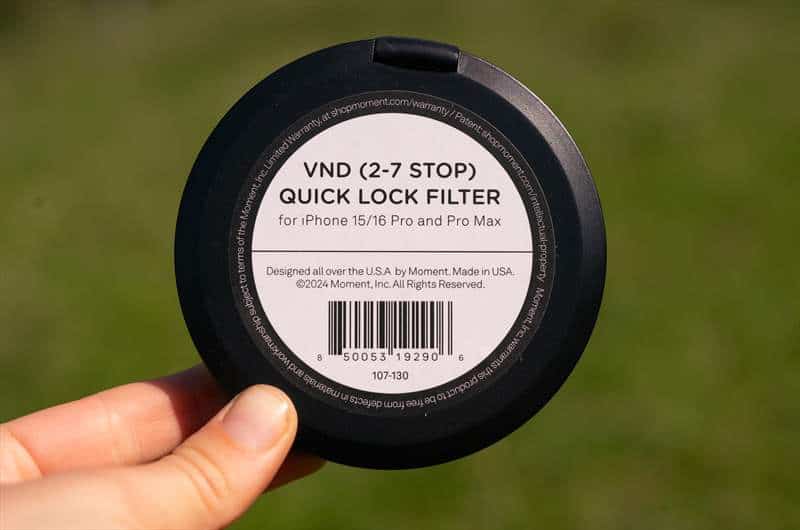 VND (2-7 STOP)
QUICK LOCK FILTER
for iPhone 15/16 Pro and Pro Max
Designed all over the U.S.A by Moment. Made in USA.
©2024 Moment, Inc. All Rights Reserved.
8 50053 19290 6
107-130
Moment, Inc warrants this product to be free from defects in materials and workmanship subject to terms of the Moment, Inc. Limited Warranty, at shopmoment.com/warranty / Patent: shopmoment.com/intellectual-property